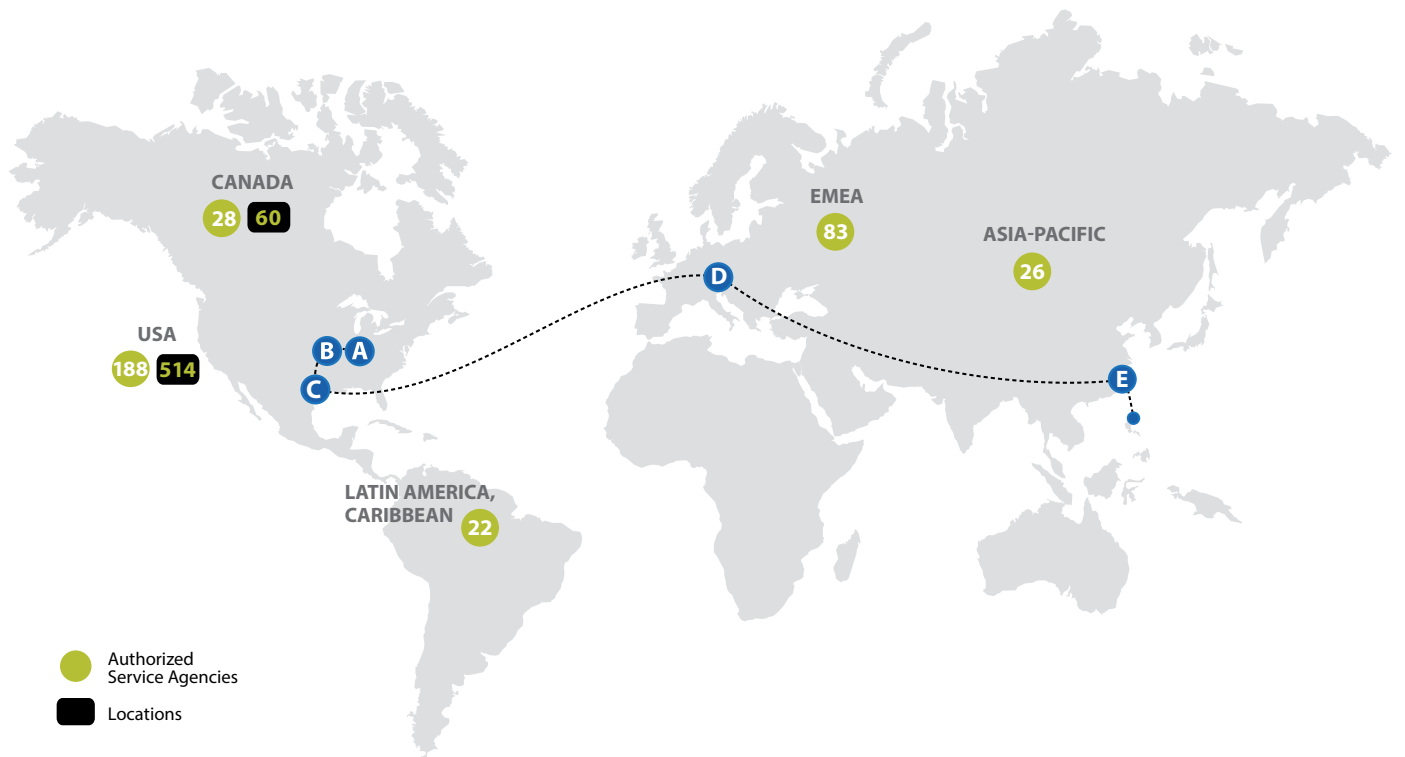 CANADA
28 60
EMEA
83
ASIA-PACIFIC
26
USA
188 514
D
B A
C
E
LATIN AMERICA,
CARIBBEAN 22
Authorized
Service Agencies
Locations